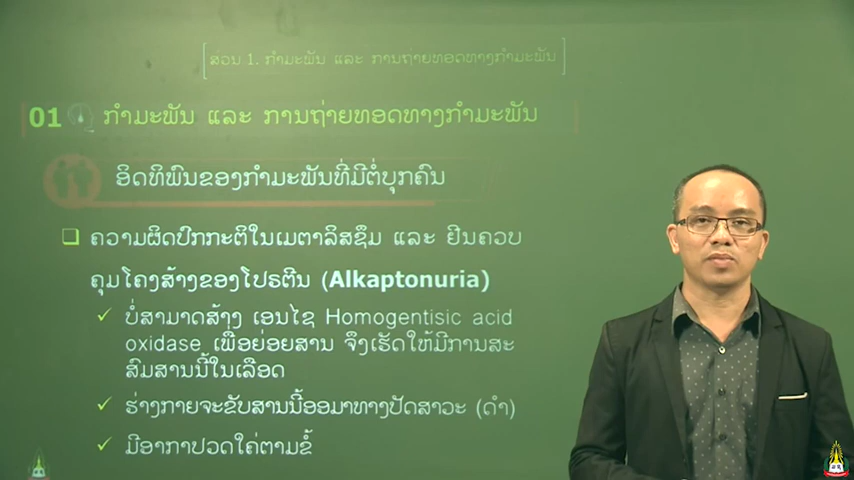 ສ່ວນ 1. ກຳມະພັນ ແລະ ການຖ່າຍທອດທາງກຳມະພັນ
01 ກຳມະພັນ ແລະ ການຖ່າຍທອດທາງກຳມະພັນ
ອິດທິພົນຂອງກຳມະພັນທີ່ມີຕໍ່ບຸກຄົນ
ຄວາມຜິດປົກກະຕິໃນເມຕາລິສຊຶມ ແລະ ຢີນຄວບ
ຄຸມໂຄງສ້າງຂອງໂປຣຕີນ (Alkaptonuria)
ບໍ່ສາມາດສ້າງ ເອນໄຊ Homogentisic acid
oxidase ເພື່ອຍ່ອຍສານ ຈຶ່ງເຮັດໃຫ້ມີການສະ
ສົມສານນີ້ໃນເລືອດ
ຮ່າງກາຍຈະຂັບສານນີ້ອອມາທາງປັດສາວະ (ດຳ)
ມີອາກາປວດໃຄ່ຕາມຂໍ້